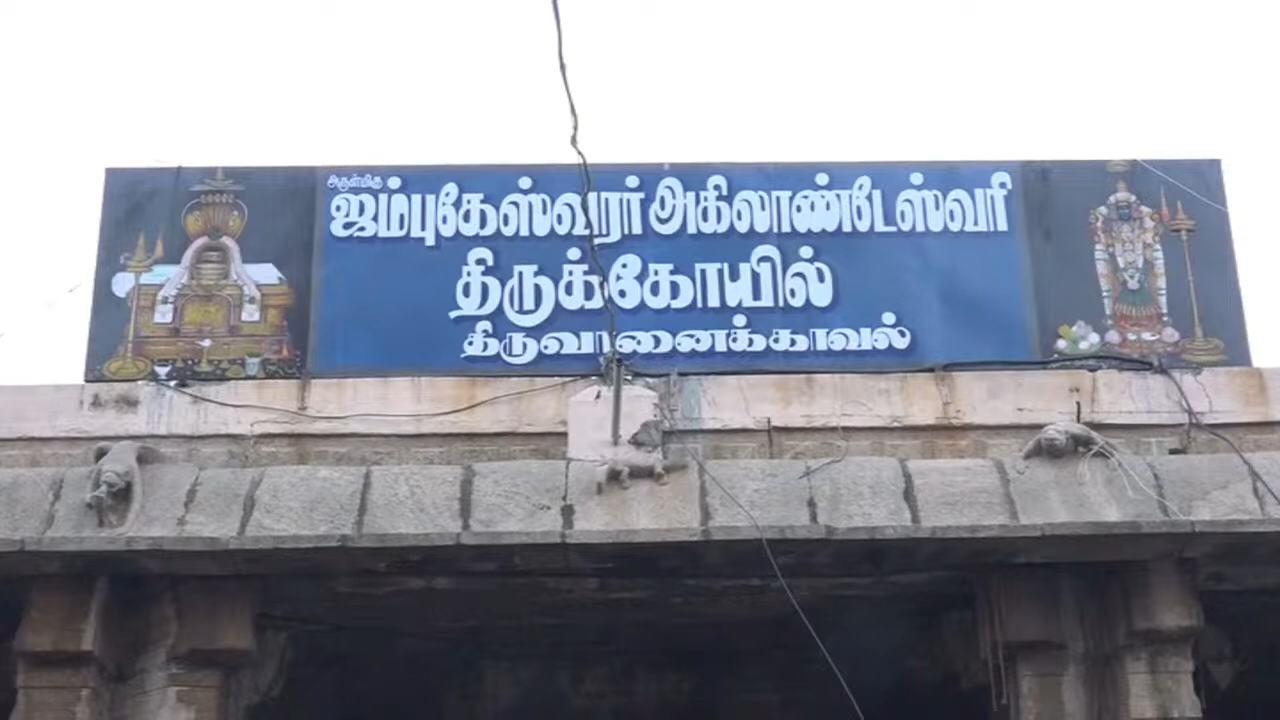 அருள்மிகு
ஜம்புகேஸ்வரர் அகிலாண்டேஸ்வரி
திருக்கோயில்
திருவானைக்காவல்